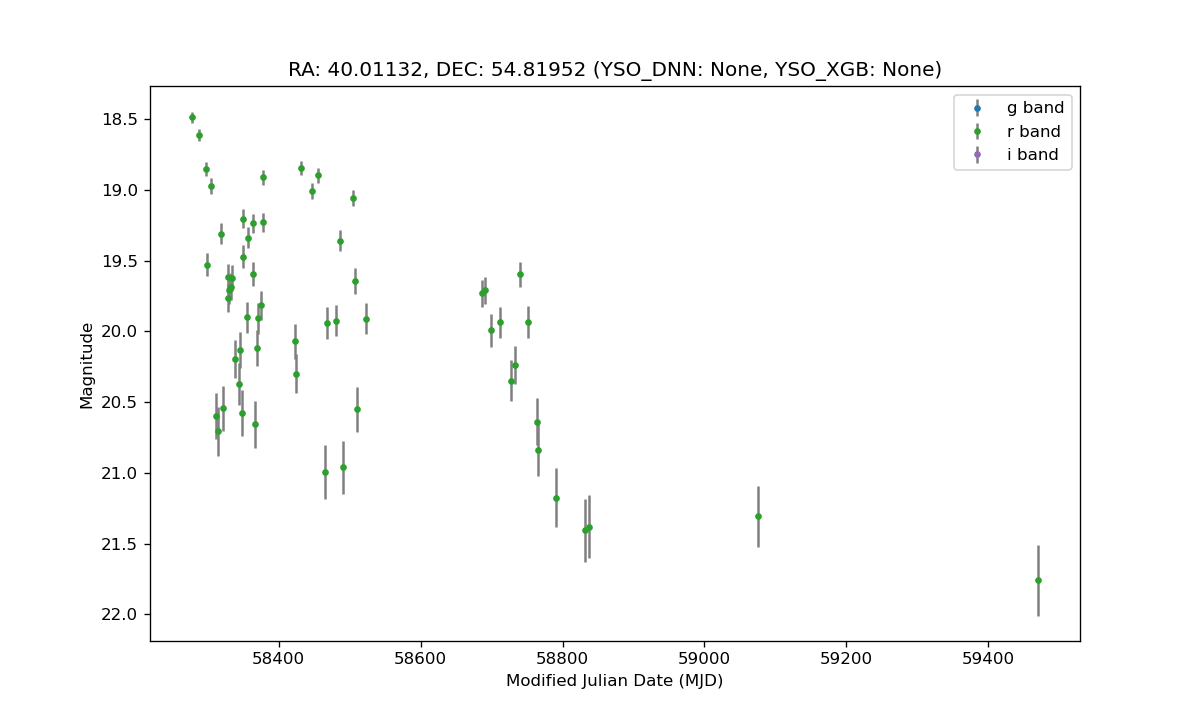 RA: 40.01132, DEC: 54.81952 (YSO_DNN: None, YSO_XGB: None)
g band
r band
i band
18.5
19.0
19.5
20.0
20.5
21.0
21.5
22.0
Magnitude
58400
58600
58800
59000
59200
59400
Modified Julian Date (MJD)